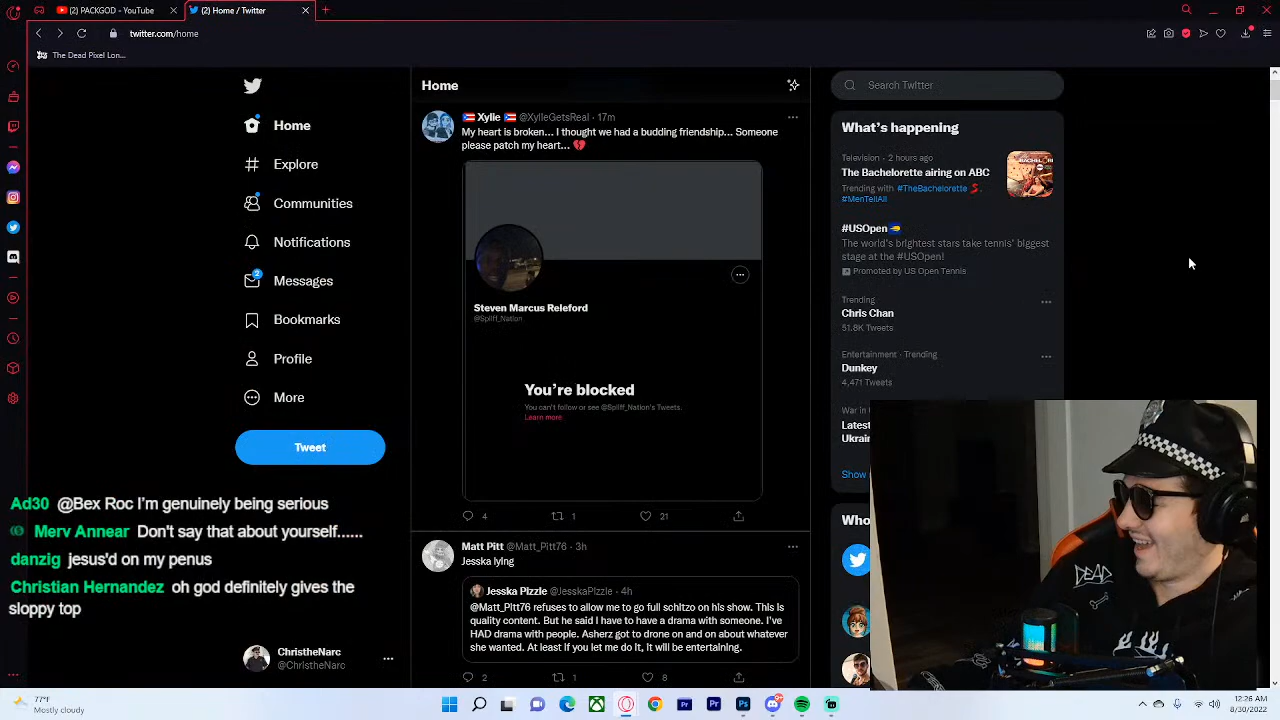 (2) PACKGOD - YouTube
(2) Home / Twitter
twitter.com/home
The Dead Pixel Lon...
Home
Explore
Communities
Notifications
2
Messages
Bookmarks
Profile
More
Tweet
Ad30 @Bex Roc I'm genuinely being serious
Merv Annear Don't say that about yourself......
danzig jesus'd on my penus
Christian Hernandez oh god definitely gives the
sloppy top
ChristheNarc
@ChristheNarc
Home
Xylie @XylieGetsReal · 17m
My heart is broken... I thought we had a budding friendship... Someone
please patch my heart...
Steven Marcus Releford
@Spliff_Nation
You're blocked
You can't follow or see @Spliff_Nation's Tweets.
Learn more
4 1 21
Matt Pitt @Matt_Pitt76 · 3h
Jesska lying
Jesska Pizzle @JesskaPizzle · 4h
@Matt_Pitt76 refuses to allow me to go full schitzo on his show. This is
quality content. But he said I have to have a drama with someone. I've
HAD drama with people. Asherz got to drone on and on about whatever
she wanted. At least if you let me do it, it will be entertaining.
2 1 8
Search Twitter
What's happening
Television · 2 hours ago
The Bachelorette airing on ABC
Trending with #TheBachelorette ,
#MenTellAll
#USOpen
The world's brightest stars take tennis' biggest
stage at the #USOpen!
Promoted by US Open Tennis
Trending
Chris Chan
51.8K Tweets
Entertainment · Trending
Dunkey
4,471 Tweets
War in
Latest
Ukrain
Show
Who
DEAD
77°F
Mostly cloudy
12:26 AM
8/30/2022